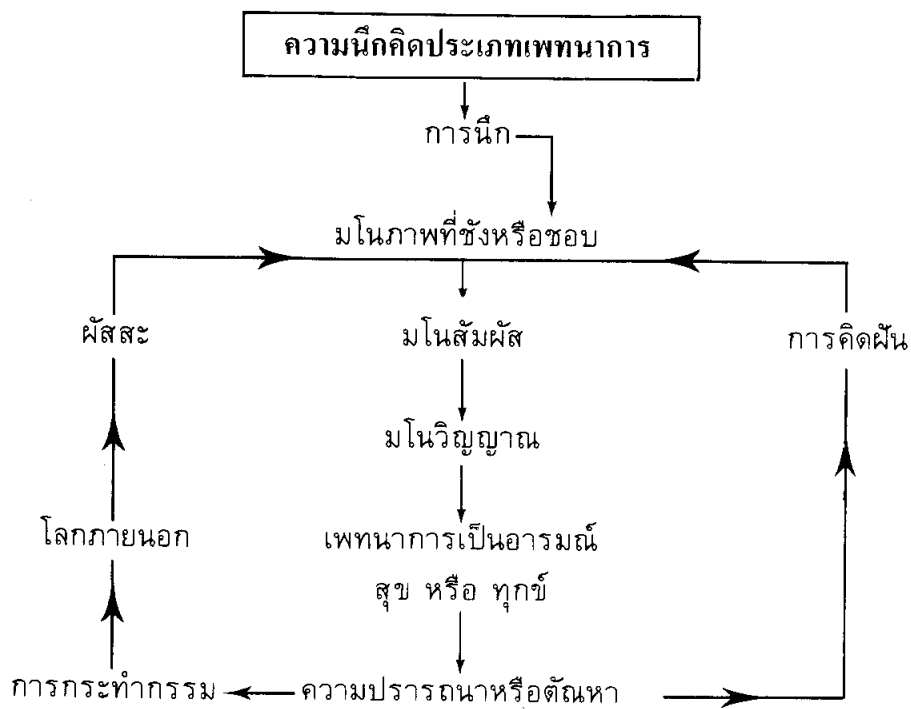 ความนึกคิดประเภทเพทนาการ
การนึก
มโนภาพที่ชังหรือชอบ
ผัสสะ
มโนสัมผัส
การคิดฝัน
มโนวิญญาณ
โลกภายนอก
เพทนาการเป็นอารมณ์
สุข หรือ ทุกข์
การกระทำกรรม
ความปรารถนาหรือตัณหา